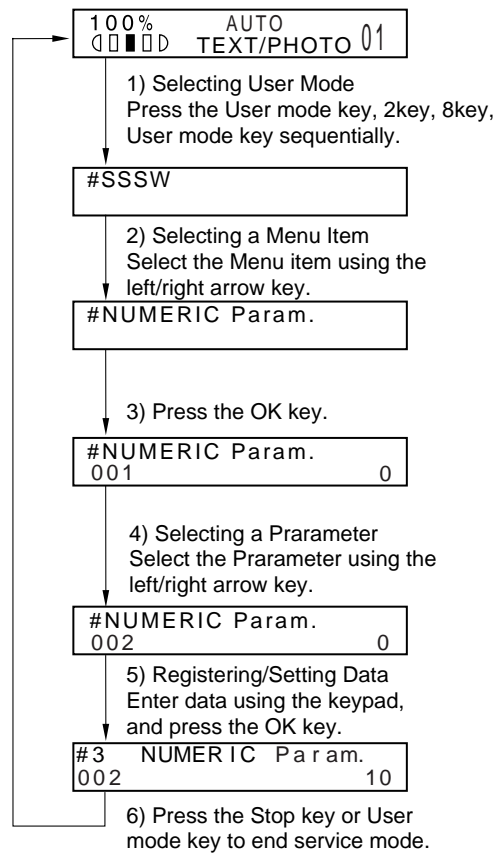 100% AUTO
TEXT/PHOTO 01
1) Selecting User Mode
Press the User mode key, 2key, 8key,
User mode key sequentially.
#SSSW
2) Selecting a Menu Item
Select the Menu item using the
left/right arrow key.
#NUMERIC Param.
3) Press the OK key.
#NUMERIC Param.
001 0
4) Selecting a Prarameter
Select the Prarameter using the
left/right arrow key.
#NUMERIC Param.
002 0
5) Registering/Setting Data
Enter data using the keypad,
and press the OK key.
#3 NUMERIC Param.
002 10
6) Press the Stop key or User
mode key to end service mode.